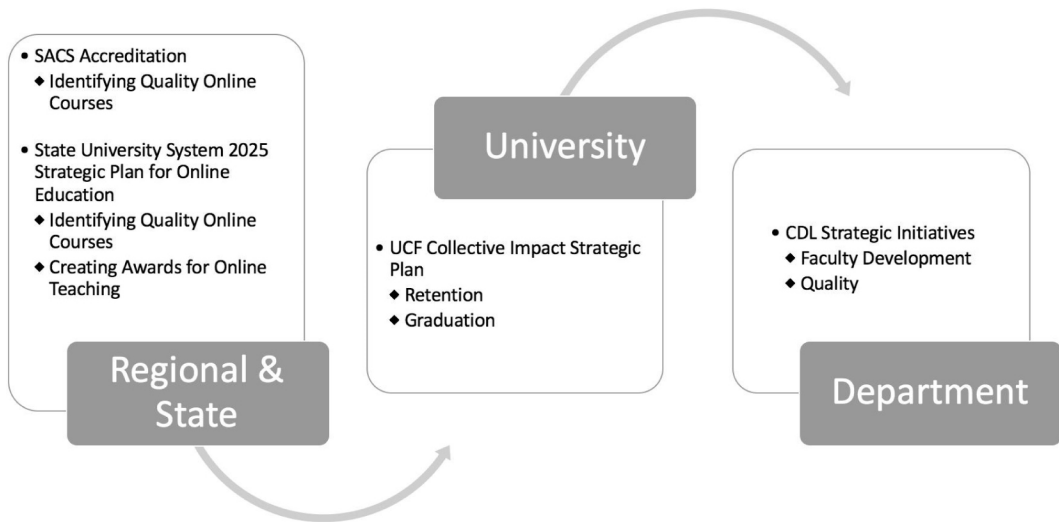 • SACS Accreditation
◆ Identifying Quality Online
Courses
• State University System 2025
Strategic Plan for Online
Education
◆ Identifying Quality Online
Courses
◆ Creating Awards for Online
Teaching
Regional &
State
University
• UCF Collective Impact Strategic
Plan
◆ Retention
◆ Graduation
• CDL Strategic Initiatives
◆ Faculty Development
◆ Quality
Department